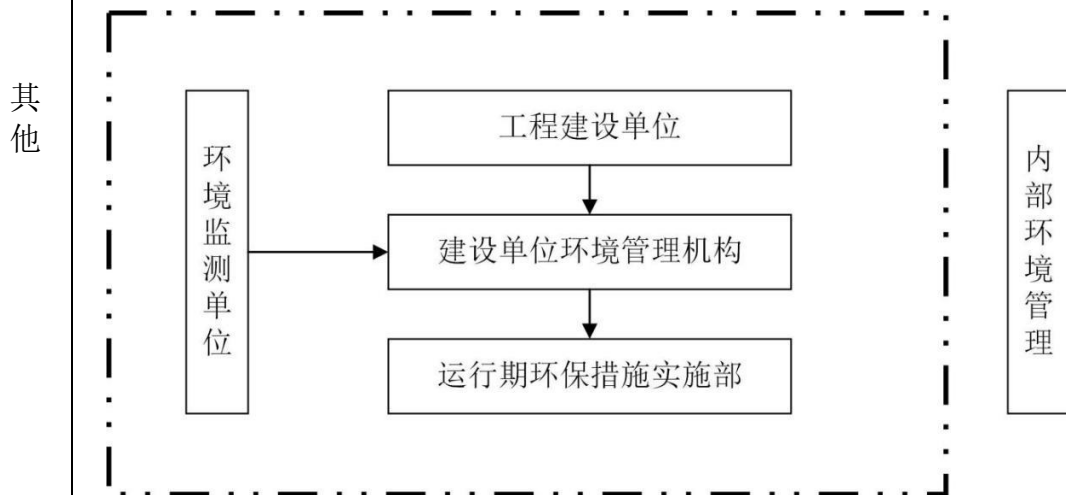 其他
工程建设单位
环境监测单位
建设单位环境管理机构
运行期环保措施实施部
内部环境管理